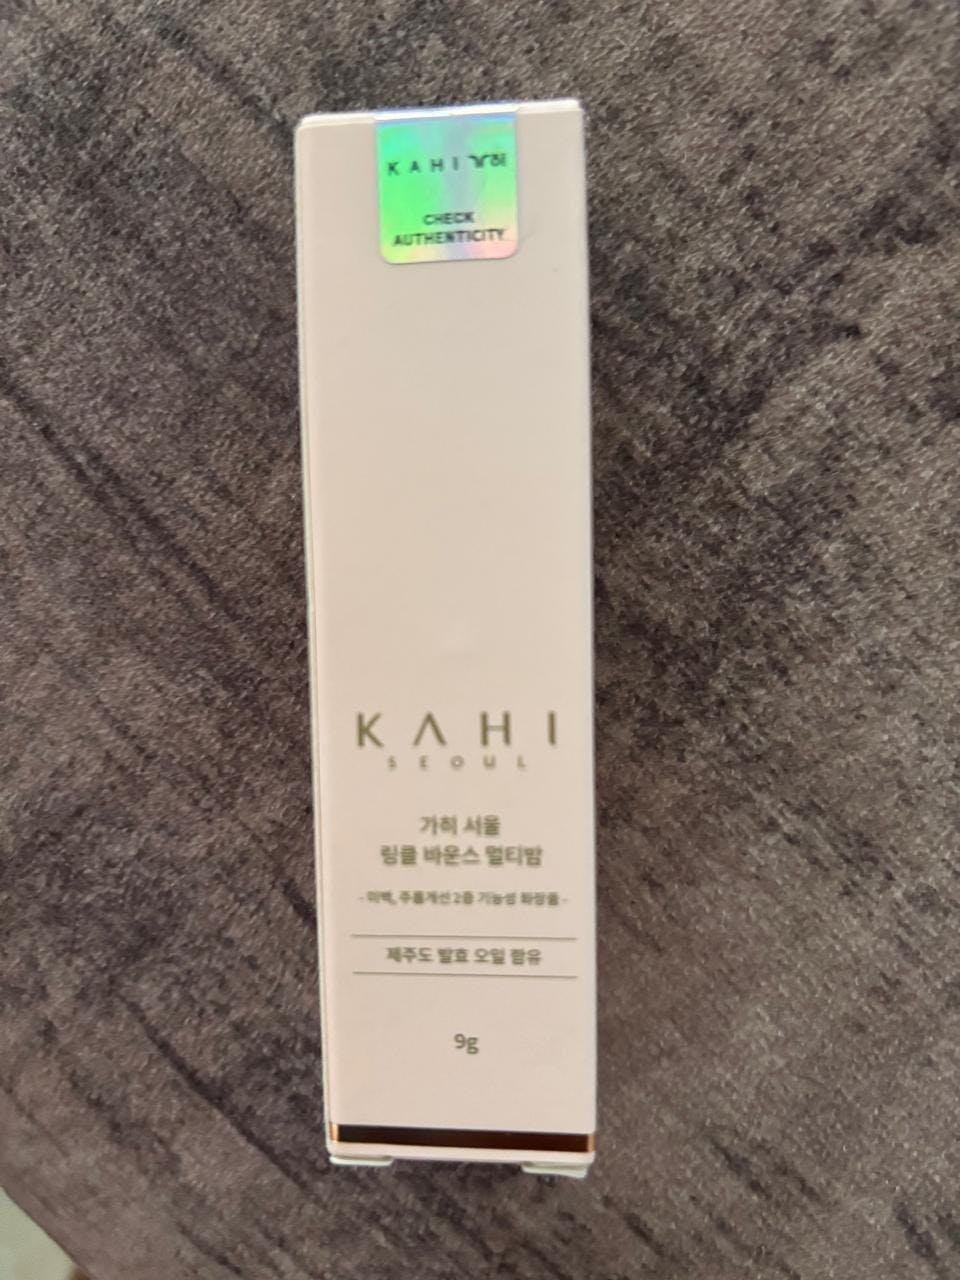 KAHI 가히
CHECK
AUTHENTICITY
KAHI
SEOUL
가히 서울
링클 바운스 멀티밤
- 미백, 주름개선 2중 기능성 화장품 -
제주도 발효 오일 함유
9g